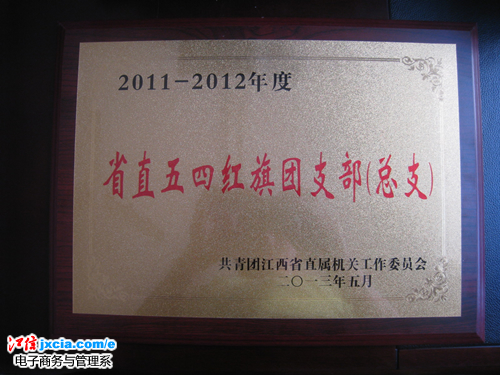 2011-2012年度
省直五四红旗团支部(总支)
共青团江西省直属机关工作委员会
二〇一三年五月
江信 jxcia.com/e
电子商务与管理系